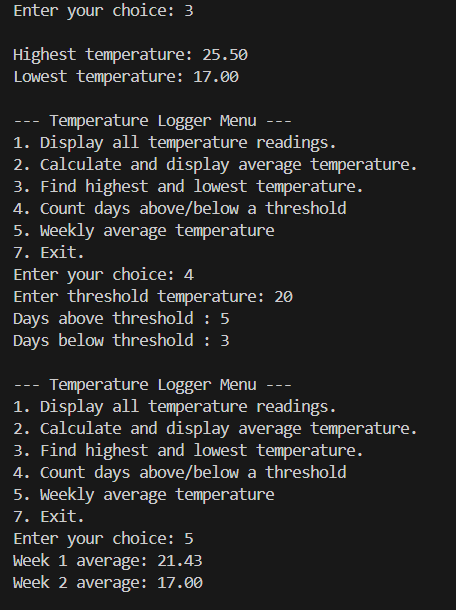 Enter your choice: 3
Highest temperature: 25.50
Lowest temperature: 17.00
--- Temperature Logger Menu ---
1. Display all temperature readings.
2. Calculate and display average temperature.
3. Find highest and lowest temperature.
4. Count days above/below a threshold
5. Weekly average temperature
7. Exit.
Enter your choice: 4
Enter threshold temperature: 20
Days above threshold : 5
Days below threshold : 3
--- Temperature Logger Menu ---
1. Display all temperature readings.
2. Calculate and display average temperature.
3. Find highest and lowest temperature.
4. Count days above/below a threshold
5. Weekly average temperature
7. Exit.
Enter your choice: 5
Week 1 average: 21.43
Week 2 average: 17.00